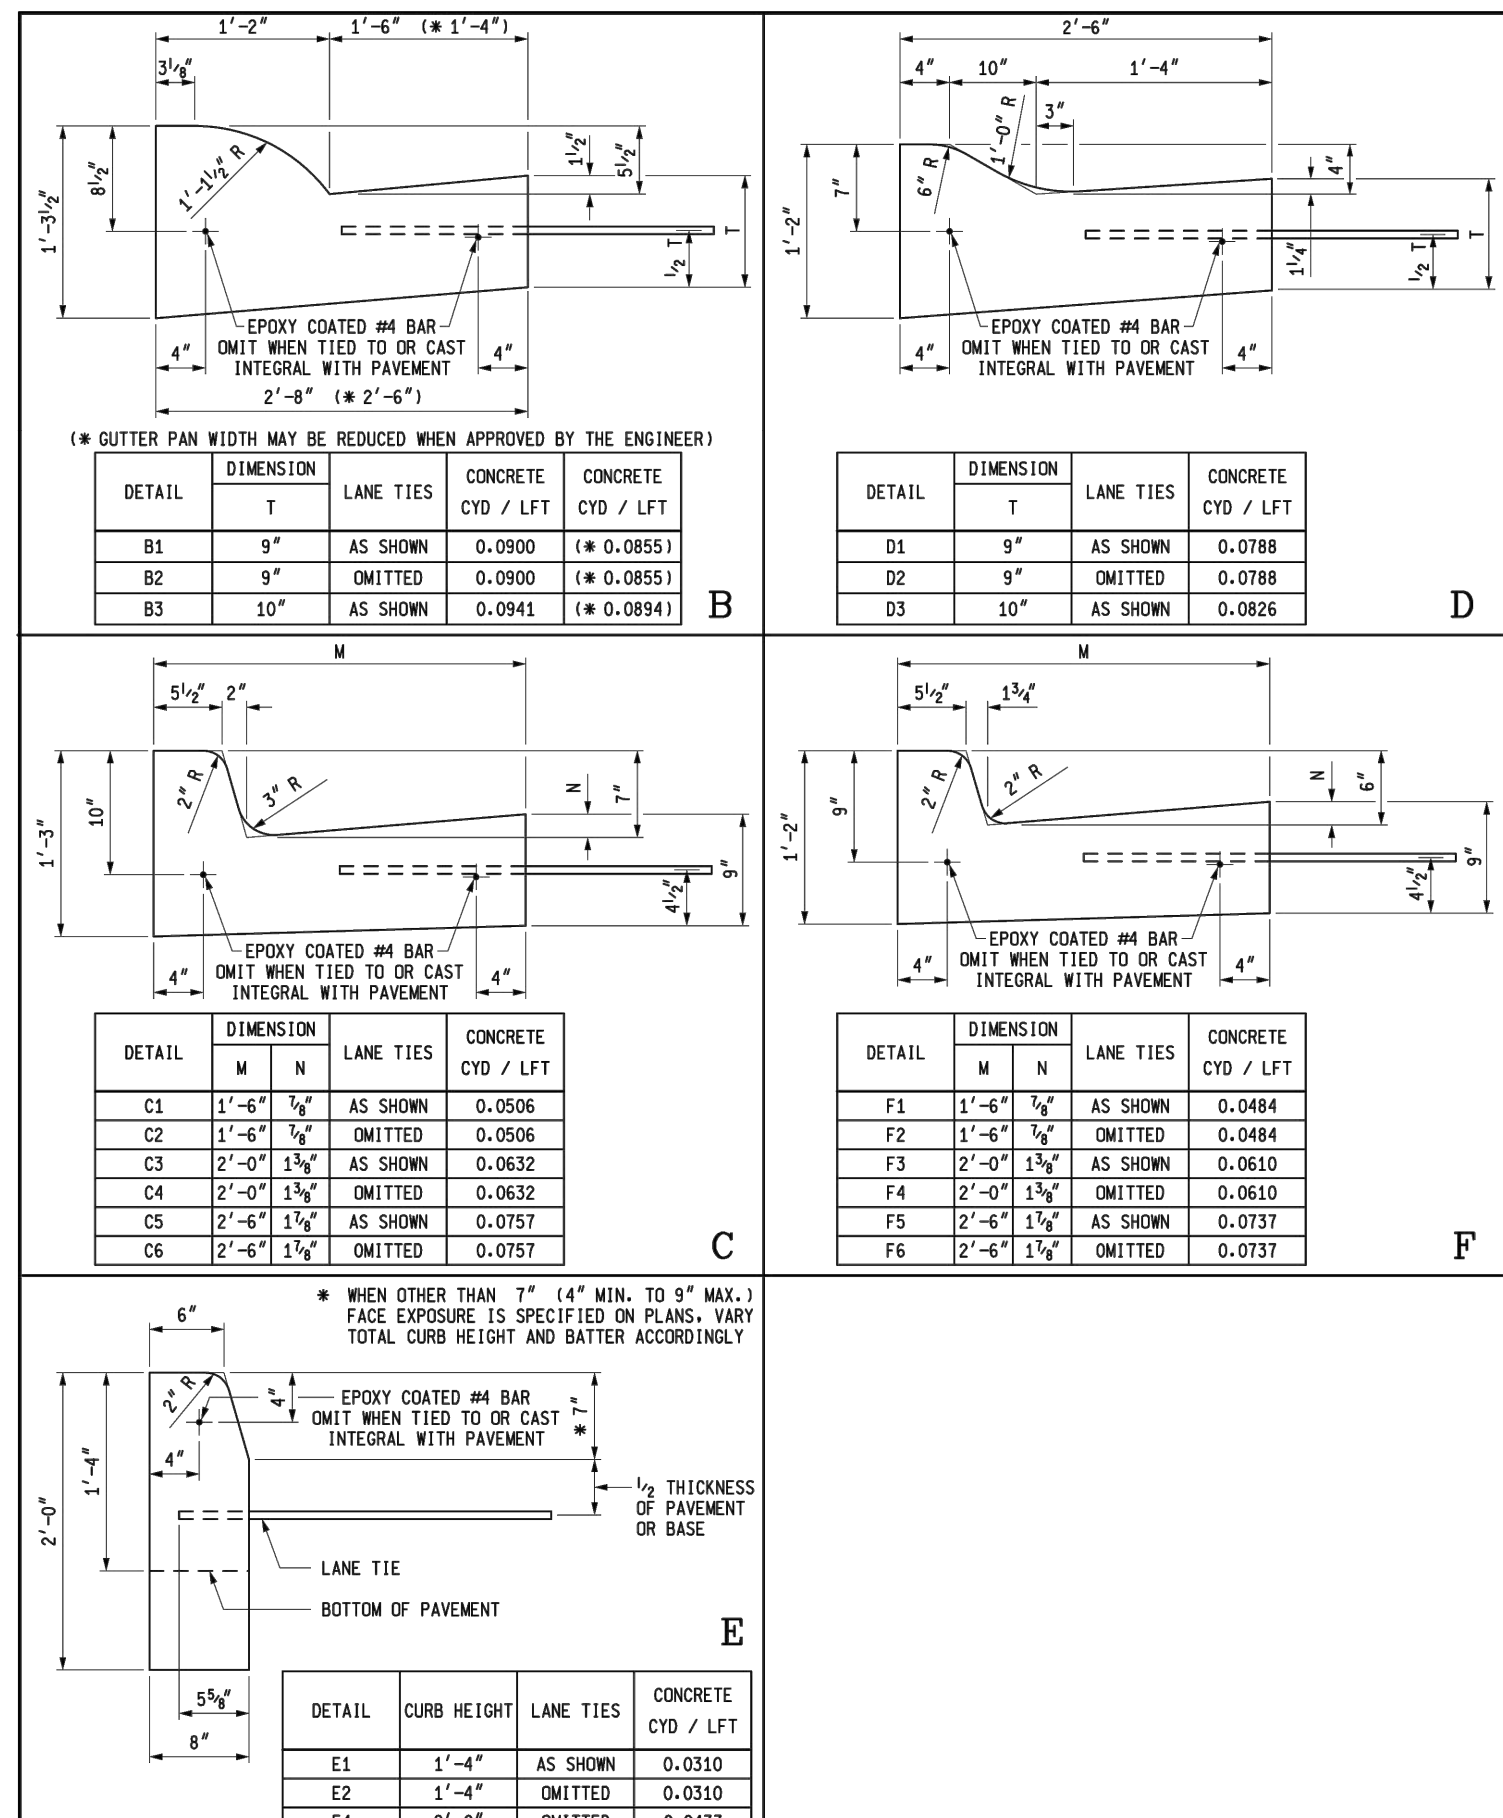 1'-2" 1'-6" (* 1'-4")
3 1/8"
1'-3 1/2"
8 1/2"
1'-1 1/2" R
1 1/2"
5 1/2"
T
1/2 T
EPOXY COATED #4 BAR
OMIT WHEN TIED TO OR CAST
INTEGRAL WITH PAVEMENT
4" 4"
2'-8" (* 2'-6")
(* GUTTER PAN WIDTH MAY BE REDUCED WHEN APPROVED BY THE ENGINEER)
DETAIL DIMENSION T LANE TIES CONCRETE CYD / LFT CONCRETE CYD / LFT
B1 9" AS SHOWN 0.0900 (* 0.0855)
B2 9" OMITTED 0.0900 (* 0.0855)
B3 10" AS SHOWN 0.0941 (* 0.0894)
B
2'-6"
4" 10" 1'-4"
3"
1'-0" R
6" R
7"
1'-2"
4"
1 1/4"
T
1/2 T
EPOXY COATED #4 BAR
OMIT WHEN TIED TO OR CAST
INTEGRAL WITH PAVEMENT
4" 4"
DETAIL DIMENSION T LANE TIES CONCRETE CYD / LFT
D1 9" AS SHOWN 0.0788
D2 9" OMITTED 0.0788
D3 10" AS SHOWN 0.0826
D
M
5 1/2" 2"
2" R
3" R
10"
1'-3"
N
7"
9"
4 1/2"
EPOXY COATED #4 BAR
OMIT WHEN TIED TO OR CAST
INTEGRAL WITH PAVEMENT
4" 4"
DETAIL DIMENSION M N LANE TIES CONCRETE CYD / LFT
C1 1'-6" 7/8" AS SHOWN 0.0506
C2 1'-6" 7/8" OMITTED 0.0506
C3 2'-0" 1 3/8" AS SHOWN 0.0632
C4 2'-0" 1 3/8" OMITTED 0.0632
C5 2'-6" 1 7/8" AS SHOWN 0.0757
C6 2'-6" 1 7/8" OMITTED 0.0757
C
M
5 1/2" 1 3/4"
2" R
2" R
9"
1'-2"
N
6"
9"
4 1/2"
EPOXY COATED #4 BAR
OMIT WHEN TIED TO OR CAST
INTEGRAL WITH PAVEMENT
4" 4"
DETAIL DIMENSION M N LANE TIES CONCRETE CYD / LFT
F1 1'-6" 7/8" AS SHOWN 0.0484
F2 1'-6" 7/8" OMITTED 0.0484
F3 2'-0" 1 3/8" AS SHOWN 0.0610
F4 2'-0" 1 3/8" OMITTED 0.0610
F5 2'-6" 1 7/8" AS SHOWN 0.0737
F6 2'-6" 1 7/8" OMITTED 0.0737
F
* WHEN OTHER THAN 7" (4" MIN. TO 9" MAX.)
FACE EXPOSURE IS SPECIFIED ON PLANS, VARY
TOTAL CURB HEIGHT AND BATTER ACCORDINGLY
6"
2" R
4"
EPOXY COATED #4 BAR
OMIT WHEN TIED TO OR CAST
INTEGRAL WITH PAVEMENT
* 7"
4"
1'-4"
2'-0"
1/2 THICKNESS
OF PAVEMENT
OR BASE
LANE TIE
BOTTOM OF PAVEMENT
5 5/8"
8"
E
DETAIL CURB HEIGHT LANE TIES CONCRETE CYD / LFT
E1 1'-4" AS SHOWN 0.0310
E2 1'-4" OMITTED 0.0310